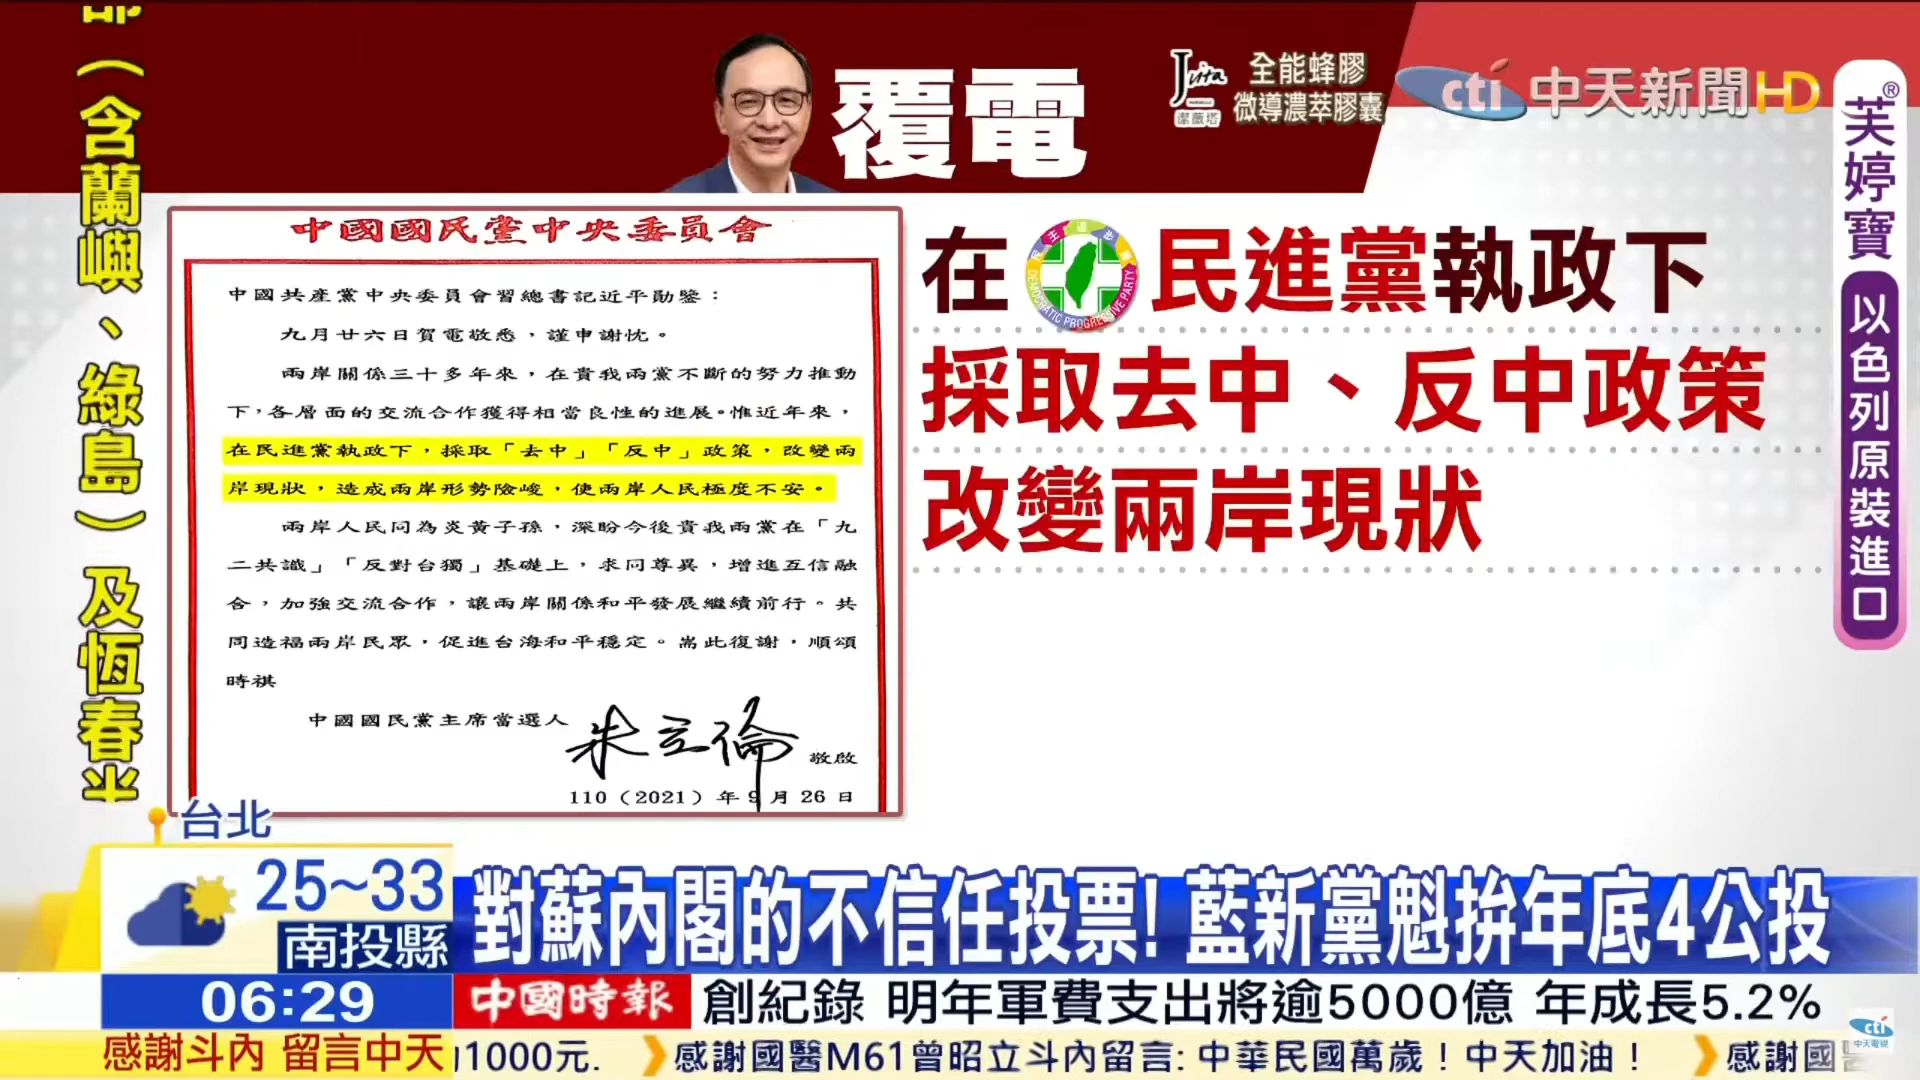 覆電
Jvita
潔薇塔
全能蜂膠
微導濃萃膠囊
cti 中天新聞HD
芙婷寶®
以色列原裝進口
（含蘭嶼、綠島）及恆春半
中國國民黨中央委員會
中國共產黨中央委員會習總書記近平勛鑒：
九月廿六日賀電敬悉，謹申謝忱。
兩岸關係三十多年來，在貴我兩黨不斷的努力推動
下，各層面的交流合作獲得相當良性的進展。惟近年來，
在民進黨執政下，採取「去中」「反中」政策，改變兩
岸現狀，造成兩岸形勢險峻，使兩岸人民極度不安。
兩岸人民同為炎黃子孫，深盼今後貴我兩黨在「九
二共識」「反對台獨」基礎上，求同尊異，增進互信融
合，加強交流合作，讓兩岸關係和平發展繼續前行。共
同造福兩岸民眾，促進台海和平穩定。耑此復謝，順頌
時祺
中國國民黨主席當選人
朱立倫
敬啟
110（2021）年9月26日
在民進黨執政下
DEMOCRATIC PROGRESSIVE PARTY
採取去中、反中政策
改變兩岸現狀
台北
25~33
南投縣
06:29
對蘇內閣的不信任投票! 藍新黨魁拚年底4公投
中國時報
創紀錄 明年軍費支出將逾5000億 年成長5.2%
感謝斗內 留言中天
1000元.
感謝國醫M61曾昭立斗內留言: 中華民國萬歲！中天加油！
感謝國
cti
中天電視